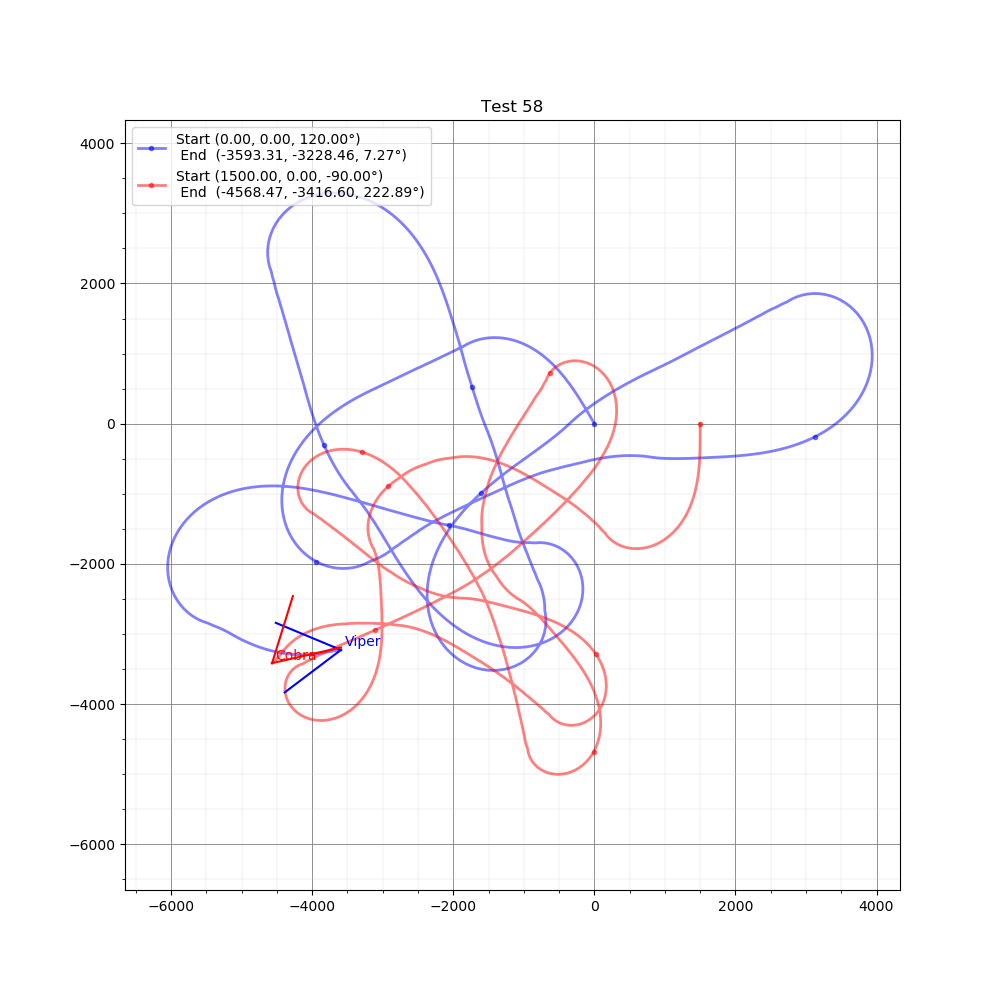 Test 58
Start (0.00, 0.00, 120.00°)
End (-3593.31, -3228.46, 7.27°)
Start (1500.00, 0.00, -90.00°)
End (-4568.47, -3416.60, 222.89°)
4000
2000
0
−2000
−4000
−6000
Viper
Cobra
−6000 −4000 −2000 0 2000 4000